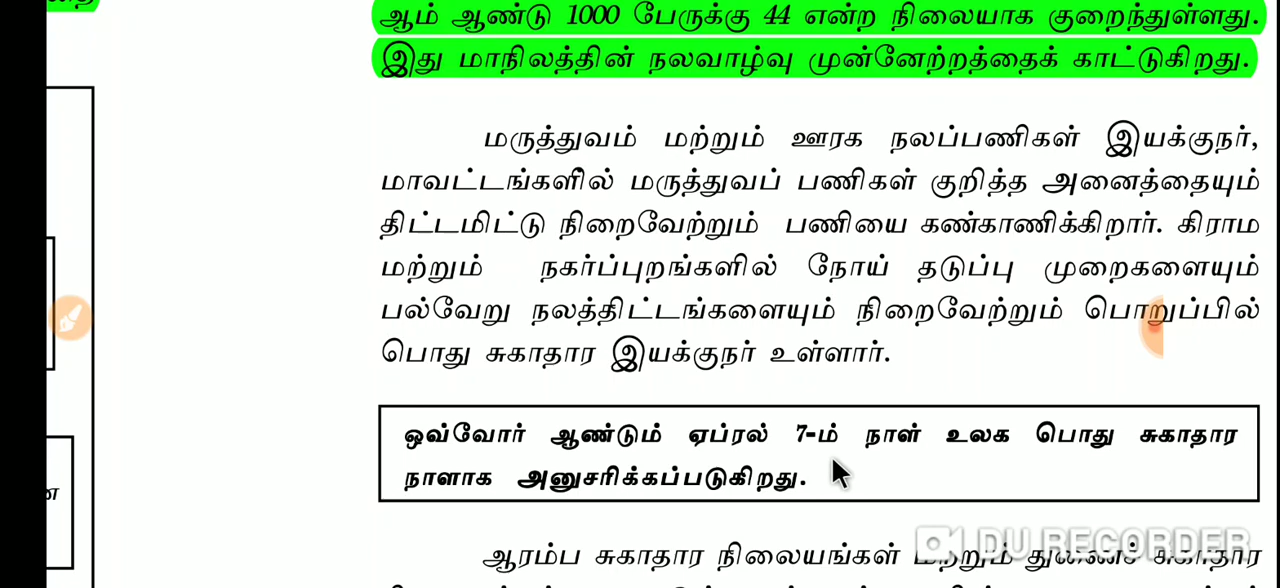 ஆம் ஆண்டு 1000 பேருக்கு 44 என்ற நிலையாக குறைந்துள்ளது.
இது மாநிலத்தின் நலவாழ்வு முன்னேற்றத்தைக் காட்டுகிறது.
மருத்துவம் மற்றும் ஊரக நலப்பணிகள் இயக்குநர்,
மாவட்டங்களில் மருத்துவப் பணிகள் குறித்த அனைத்தையும்
திட்டமிட்டு நிறைவேற்றும் பணியை கண்காணிக்கிறார். கிராம
மற்றும் நகர்ப்புறங்களில் நோய் தடுப்பு முறைகளையும்
பல்வேறு நலத்திட்டங்களையும் நிறைவேற்றும் பொறுப்பில்
பொது சுகாதார இயக்குநர் உள்ளார்.
ஒவ்வோர் ஆண்டும் ஏப்ரல் 7-ம் நாள் உலக பொது சுகாதார
நாளாக அனுசரிக்கப்படுகிறது.
DU RECORDER
ஆரம்ப சுகாதார நிலையங்கள் மற்றும் துணைச் சுகாதார